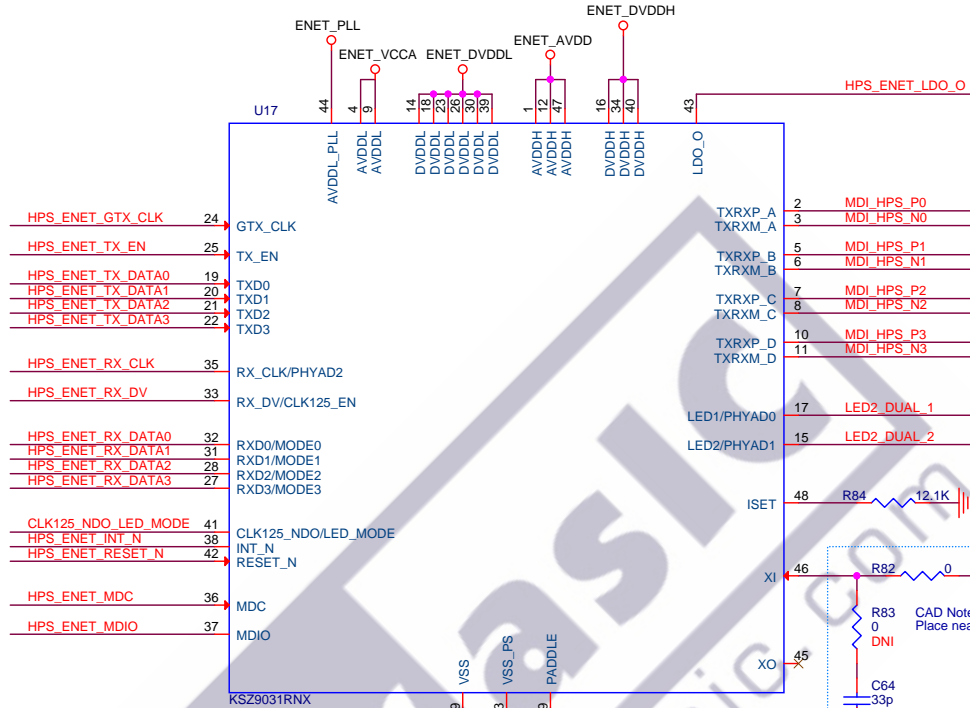 ENET_DVDDH
ENET_PLL
ENET_VCCA ENET_DVDDL ENET_AVDD
HPS_ENET_LDO_O
U17
44 4 9 14 18 23 26 30 39 1 12 47 16 34 40 43
AVDDL_PLL AVDDL AVDDL DVDDL DVDDL DVDDL DVDDL DVDDL DVDDL AVDDH AVDDH AVDDH DVDDH DVDDH DVDDH LDO_O
HPS_ENET_GTX_CLK 24 GTX_CLK
HPS_ENET_TX_EN 25 TX_EN
HPS_ENET_TX_DATA0 19 TXD0
HPS_ENET_TX_DATA1 20 TXD1
HPS_ENET_TX_DATA2 21 TXD2
HPS_ENET_TX_DATA3 22 TXD3
HPS_ENET_RX_CLK 35 RX_CLK/PHYAD2
HPS_ENET_RX_DV 33 RX_DV/CLK125_EN
HPS_ENET_RX_DATA0 32 RXD0/MODE0
HPS_ENET_RX_DATA1 31 RXD1/MODE1
HPS_ENET_RX_DATA2 28 RXD2/MODE2
HPS_ENET_RX_DATA3 27 RXD3/MODE3
CLK125_NDO_LED_MODE 41 CLK125_NDO/LED_MODE
HPS_ENET_INT_N 38 INT_N
HPS_ENET_RESET_N 42 RESET_N
HPS_ENET_MDC 36 MDC
HPS_ENET_MDIO 37 MDIO
TXRXP_A 2 MDI_HPS_P0
TXRXM_A 3 MDI_HPS_N0
TXRXP_B 5 MDI_HPS_P1
TXRXM_B 6 MDI_HPS_N1
TXRXP_C 7 MDI_HPS_P2
TXRXM_C 8 MDI_HPS_N2
TXRXP_D 10 MDI_HPS_P3
TXRXM_D 11 MDI_HPS_N3
LED1/PHYAD0 17 LED2_DUAL_1
LED2/PHYAD1 15 LED2_DUAL_2
ISET 48 R84 12.1K
XI 46 R82 0
R83
0
DNI
CAD Note
Place nea
XO 45
C64
33p
VSS VSS_PS PADDLE
KSZ9031RNX
asic
ic.com